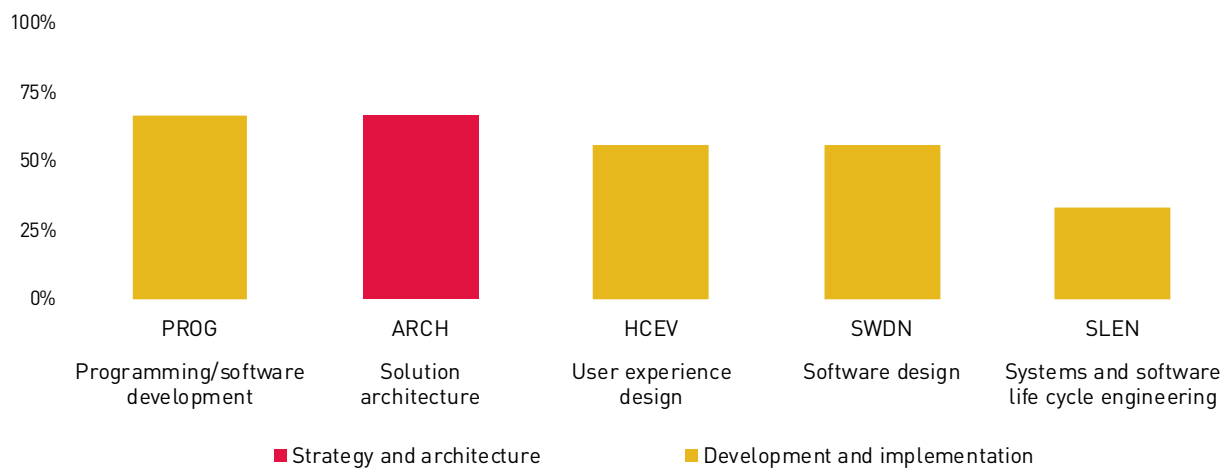 100%
75%
50%
25%
0%
PROG
ARCH
HCEV
SWDN
SLEN
Programming/software
development
Solution
architecture
User experience
design
Software design
Systems and software
life cycle engineering
Strategy and architecture
Development and implementation